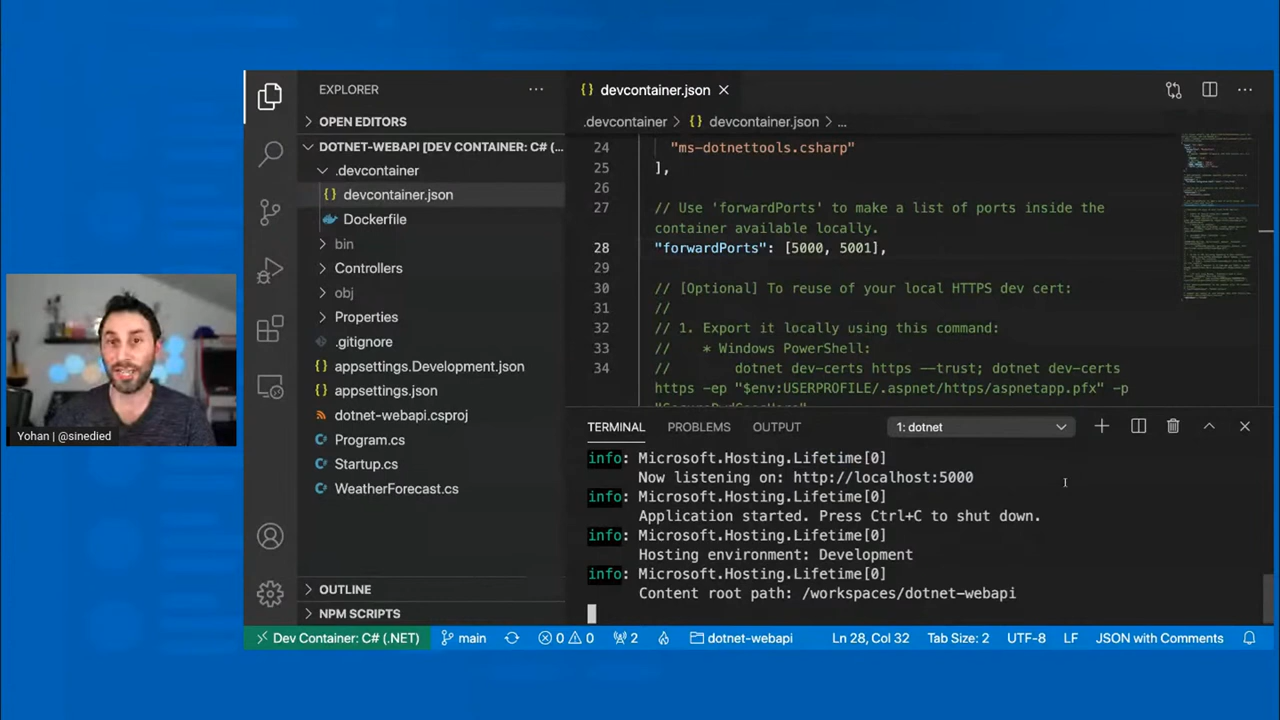 EXPLORER
OPEN EDITORS
DOTNET-WEBAPI [DEV CONTAINER: C# (...
.devcontainer
devcontainer.json
Dockerfile
bin
Controllers
obj
Properties
.gitignore
appsettings.Development.json
appsettings.json
dotnet-webapi.csproj
Program.cs
Startup.cs
WeatherForecast.cs
OUTLINE
NPM SCRIPTS
{} devcontainer.json
.devcontainer > {} devcontainer.json > ...
24 "ms-dotnettools.csharp"
25 ],
26
27 // Use 'forwardPorts' to make a list of ports inside the
container available locally.
28 "forwardPorts": [5000, 5001],
29
30 // [Optional] To reuse of your local HTTPS dev cert:
31 //
32 // 1. Export it locally using this command:
33 // * Windows PowerShell:
34 // dotnet dev-certs https --trust; dotnet dev-certs
https -ep "$env:USERPROFILE/.aspnet/https/aspnetapp.pfx" -p
TERMINAL PROBLEMS OUTPUT 1: dotnet
info: Microsoft.Hosting.Lifetime[0]
Now listening on: http://localhost:5000
info: Microsoft.Hosting.Lifetime[0]
Application started. Press Ctrl+C to shut down.
info: Microsoft.Hosting.Lifetime[0]
Hosting environment: Development
info: Microsoft.Hosting.Lifetime[0]
Content root path: /workspaces/dotnet-webapi
Yohan | @sinedied
Dev Container: C# (.NET) main 0 0 2 dotnet-webapi Ln 28, Col 32 Tab Size: 2 UTF-8 LF JSON with Comments